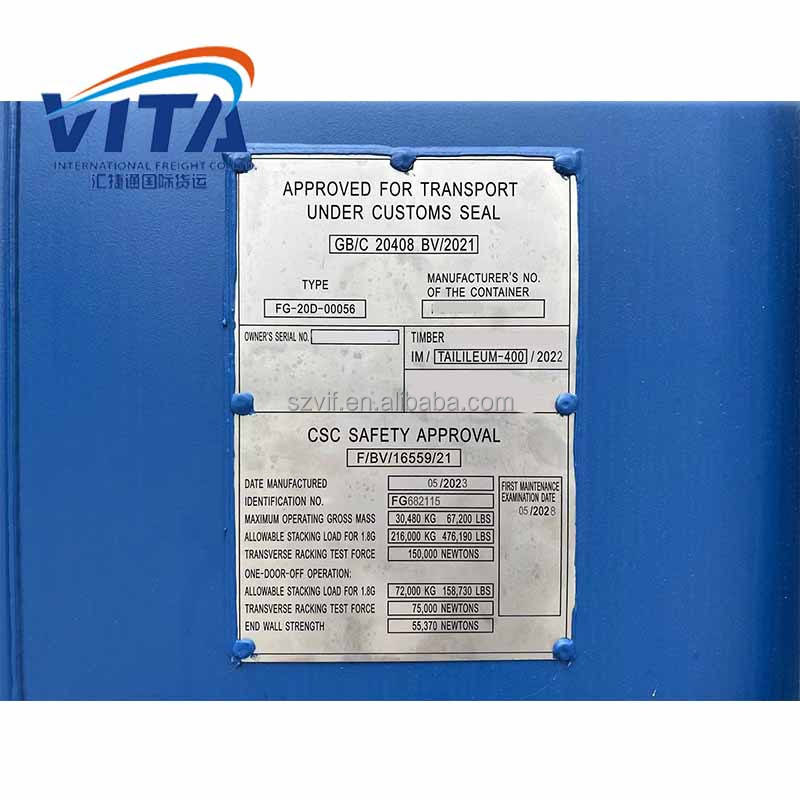 VITA
INTERNATIONAL FREIGHT CO.,LTD.
汇捷通国际货运
APPROVED FOR TRANSPORT
UNDER CUSTOMS SEAL
GB/C 20408 BV/2021
TYPE
MANUFACTURER'S NO.
OF THE CONTAINER
FG-20D-00056
OWNER'S SERIAL NO.
TIMBER
IM / TAILILEUM-400 / 2022
szvif.en.alibaba.com
CSC SAFETY APPROVAL
F/BV/16559/21
DATE MANUFACTURED 05/2023
IDENTIFICATION NO. FG682115
MAXIMUM OPERATING GROSS MASS 30,480 KG 67,200 LBS
ALLOWABLE STACKING LOAD FOR 1.8G 216,000 KG 476,190 LBS
TRANSVERSE RACKING TEST FORCE 150,000 NEWTONS
ONE-DOOR-OFF OPERATION:
ALLOWABLE STACKING LOAD FOR 1.8G 72,000 KG 158,730 LBS
TRANSVERSE RACKING TEST FORCE 75,000 NEWTONS
END WALL STRENGTH 55,370 NEWTONS
FIRST MAINTENANCE
EXAMINATION DATE
05/2028